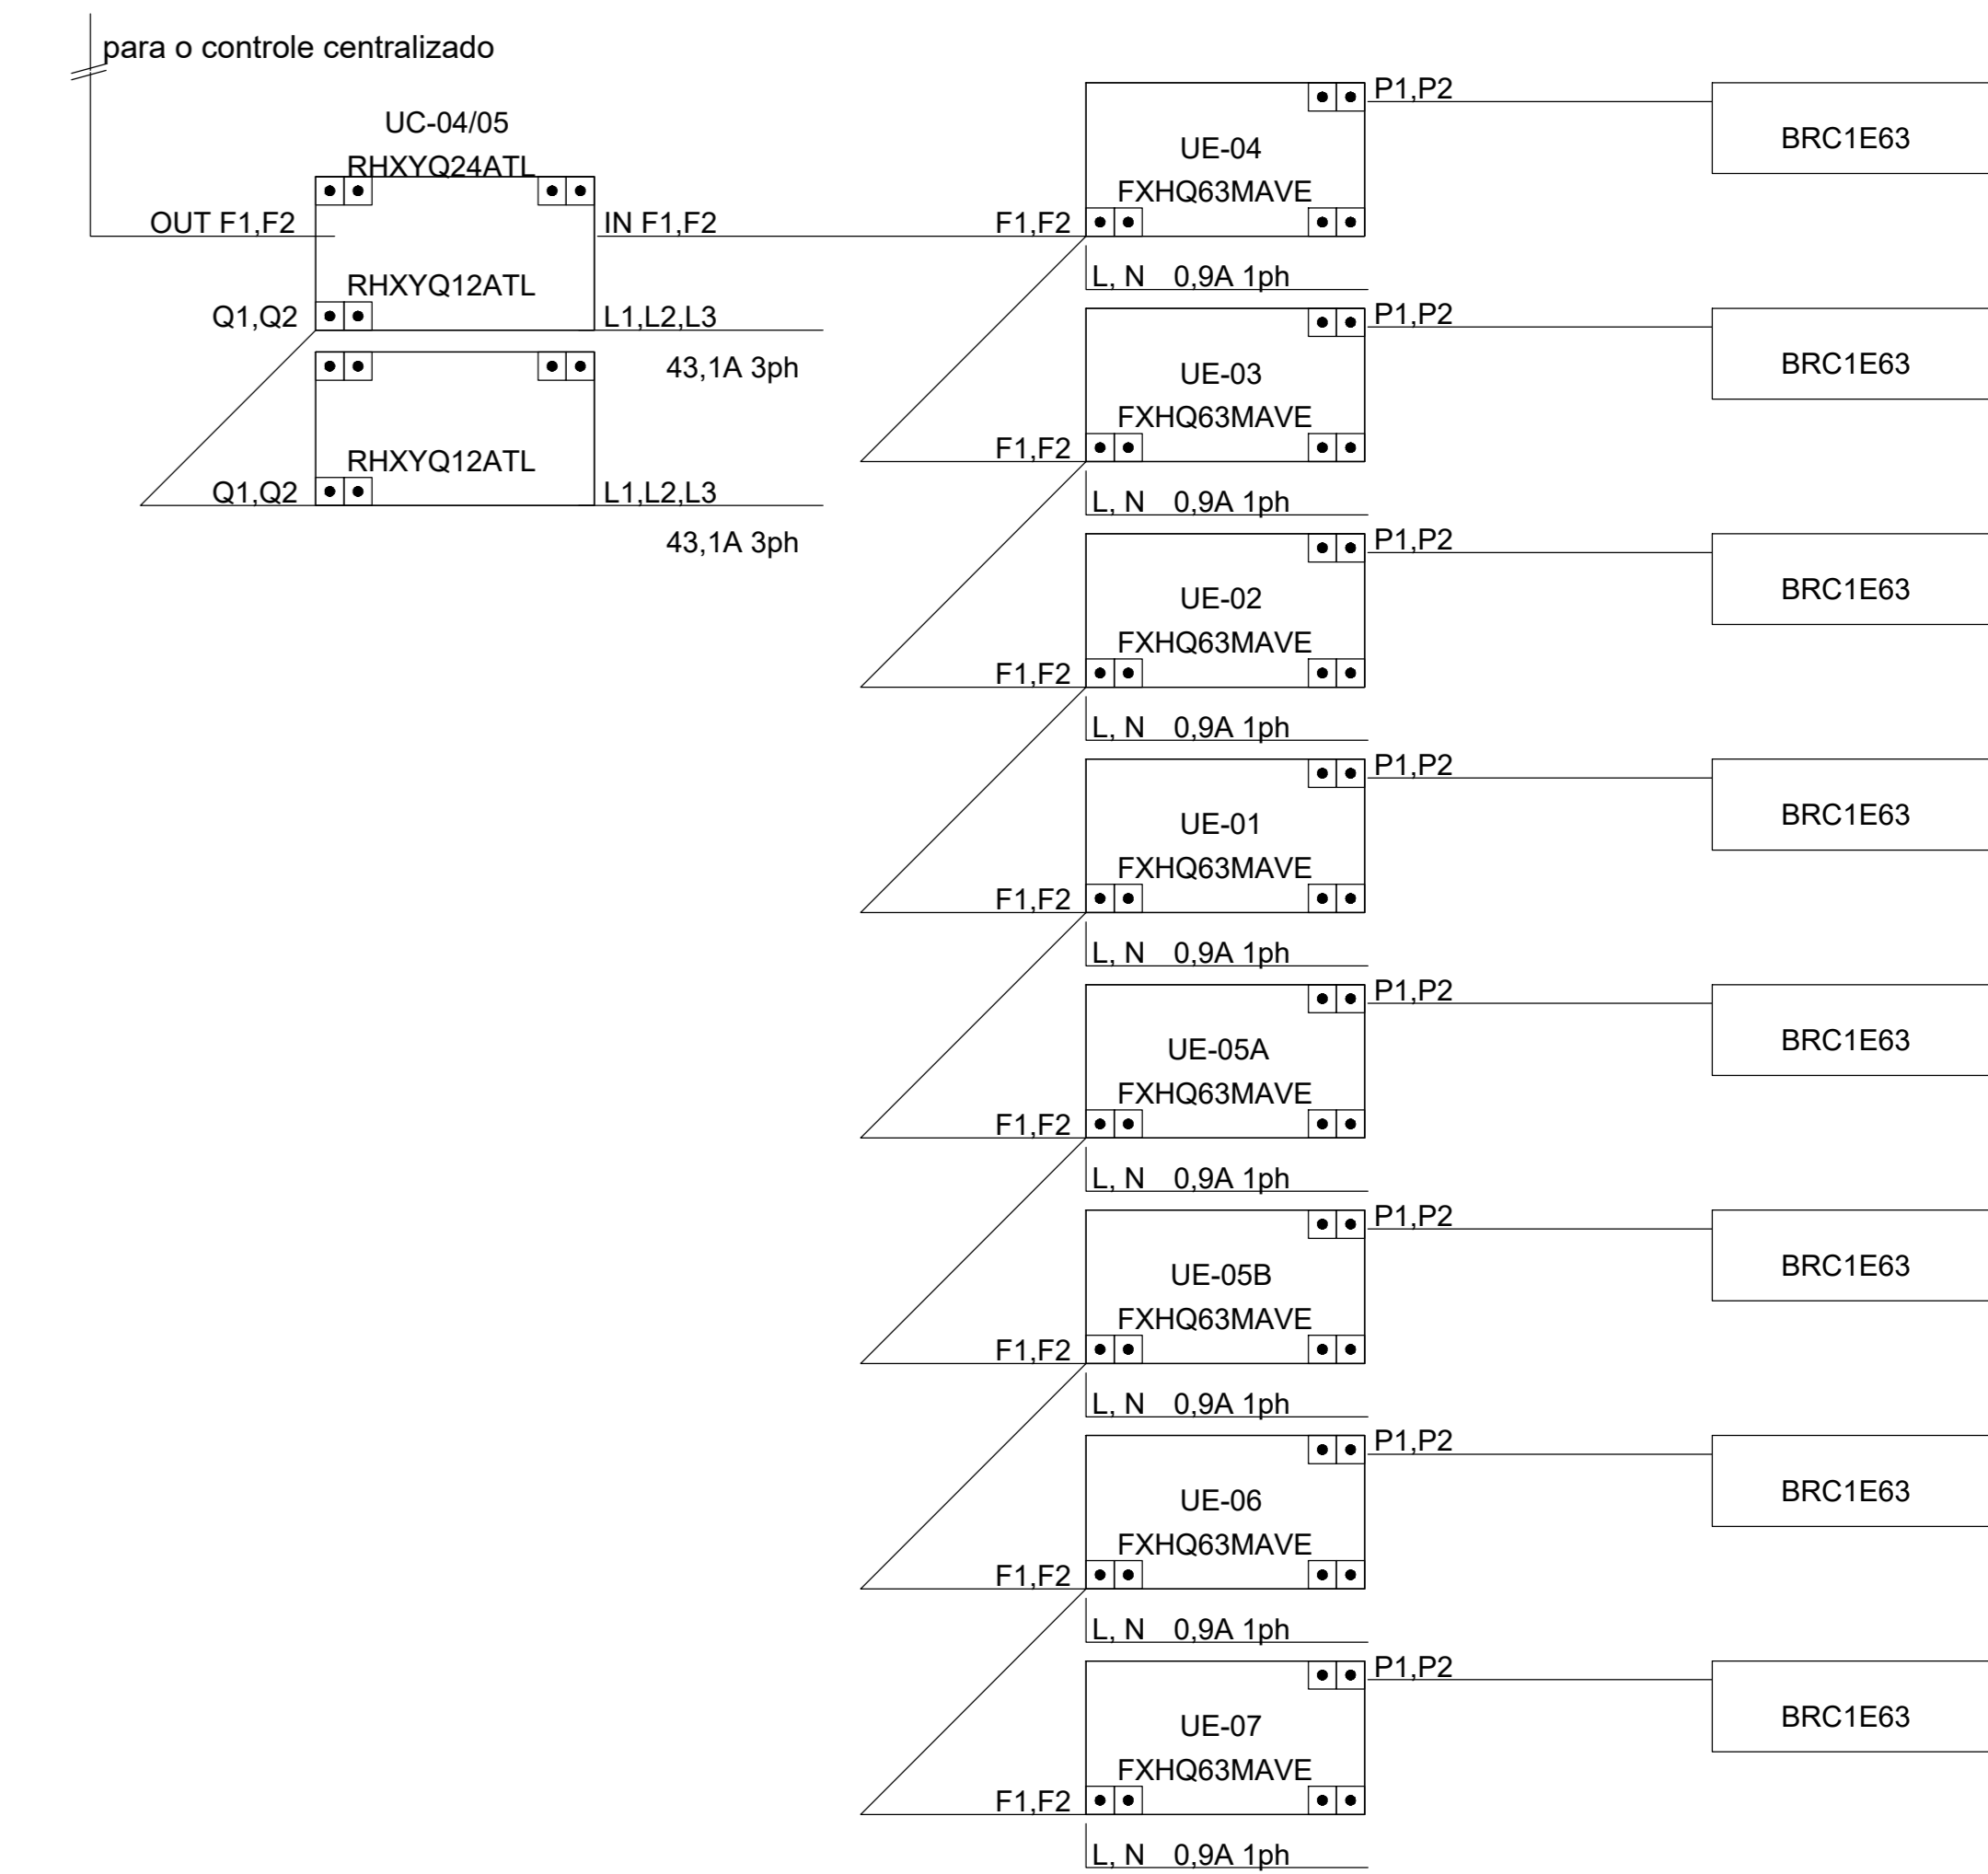 para o controle centralizado
UC-04/05
RHXYQ24ATL
OUT F1,F2
IN F1,F2
RHXYQ12ATL
Q1,Q2
L1,L2,L3
43,1A 3ph
RHXYQ12ATL
Q1,Q2
L1,L2,L3
43,1A 3ph
P1,P2
BRC1E63
UE-04
FXHQ63MAVE
F1,F2
L, N 0,9A 1ph
P1,P2
BRC1E63
UE-03
FXHQ63MAVE
F1,F2
L, N 0,9A 1ph
P1,P2
BRC1E63
UE-02
FXHQ63MAVE
F1,F2
L, N 0,9A 1ph
P1,P2
BRC1E63
UE-01
FXHQ63MAVE
F1,F2
L, N 0,9A 1ph
P1,P2
BRC1E63
UE-05A
FXHQ63MAVE
F1,F2
L, N 0,9A 1ph
P1,P2
BRC1E63
UE-05B
FXHQ63MAVE
F1,F2
L, N 0,9A 1ph
P1,P2
BRC1E63
UE-06
FXHQ63MAVE
F1,F2
L, N 0,9A 1ph
P1,P2
BRC1E63
UE-07
FXHQ63MAVE
F1,F2
L, N 0,9A 1ph